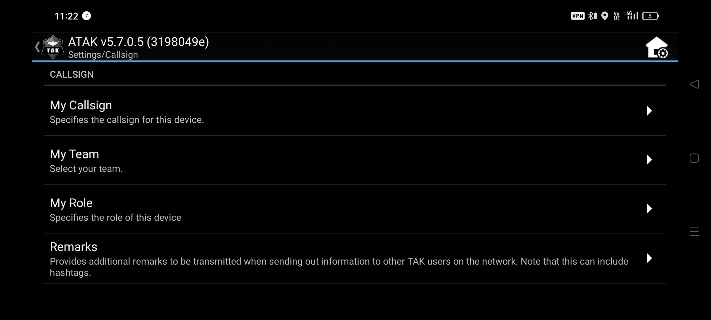 11:22
VPN
ATAK v5.7.0.5 (3198049e)
Settings/Callsign
TAK
CALLSIGN
My Callsign
Specifies the callsign for this device.
My Team
Select your team.
My Role
Specifies the role of this device
Remarks
Provides additional remarks to be transmitted when sending out information to other TAK users on the network. Note that this can include
hashtags.